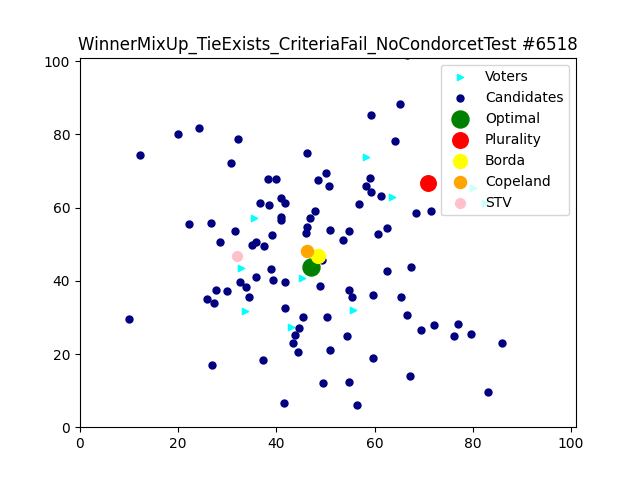 WinnerMixUp_TieExists_CriteriaFail_NoCondorcetTest #6518
Voters
Candidates
Optimal
Plurality
Borda
Copeland
STV
100
80
60
40
20
0
0 20 40 60 80 100